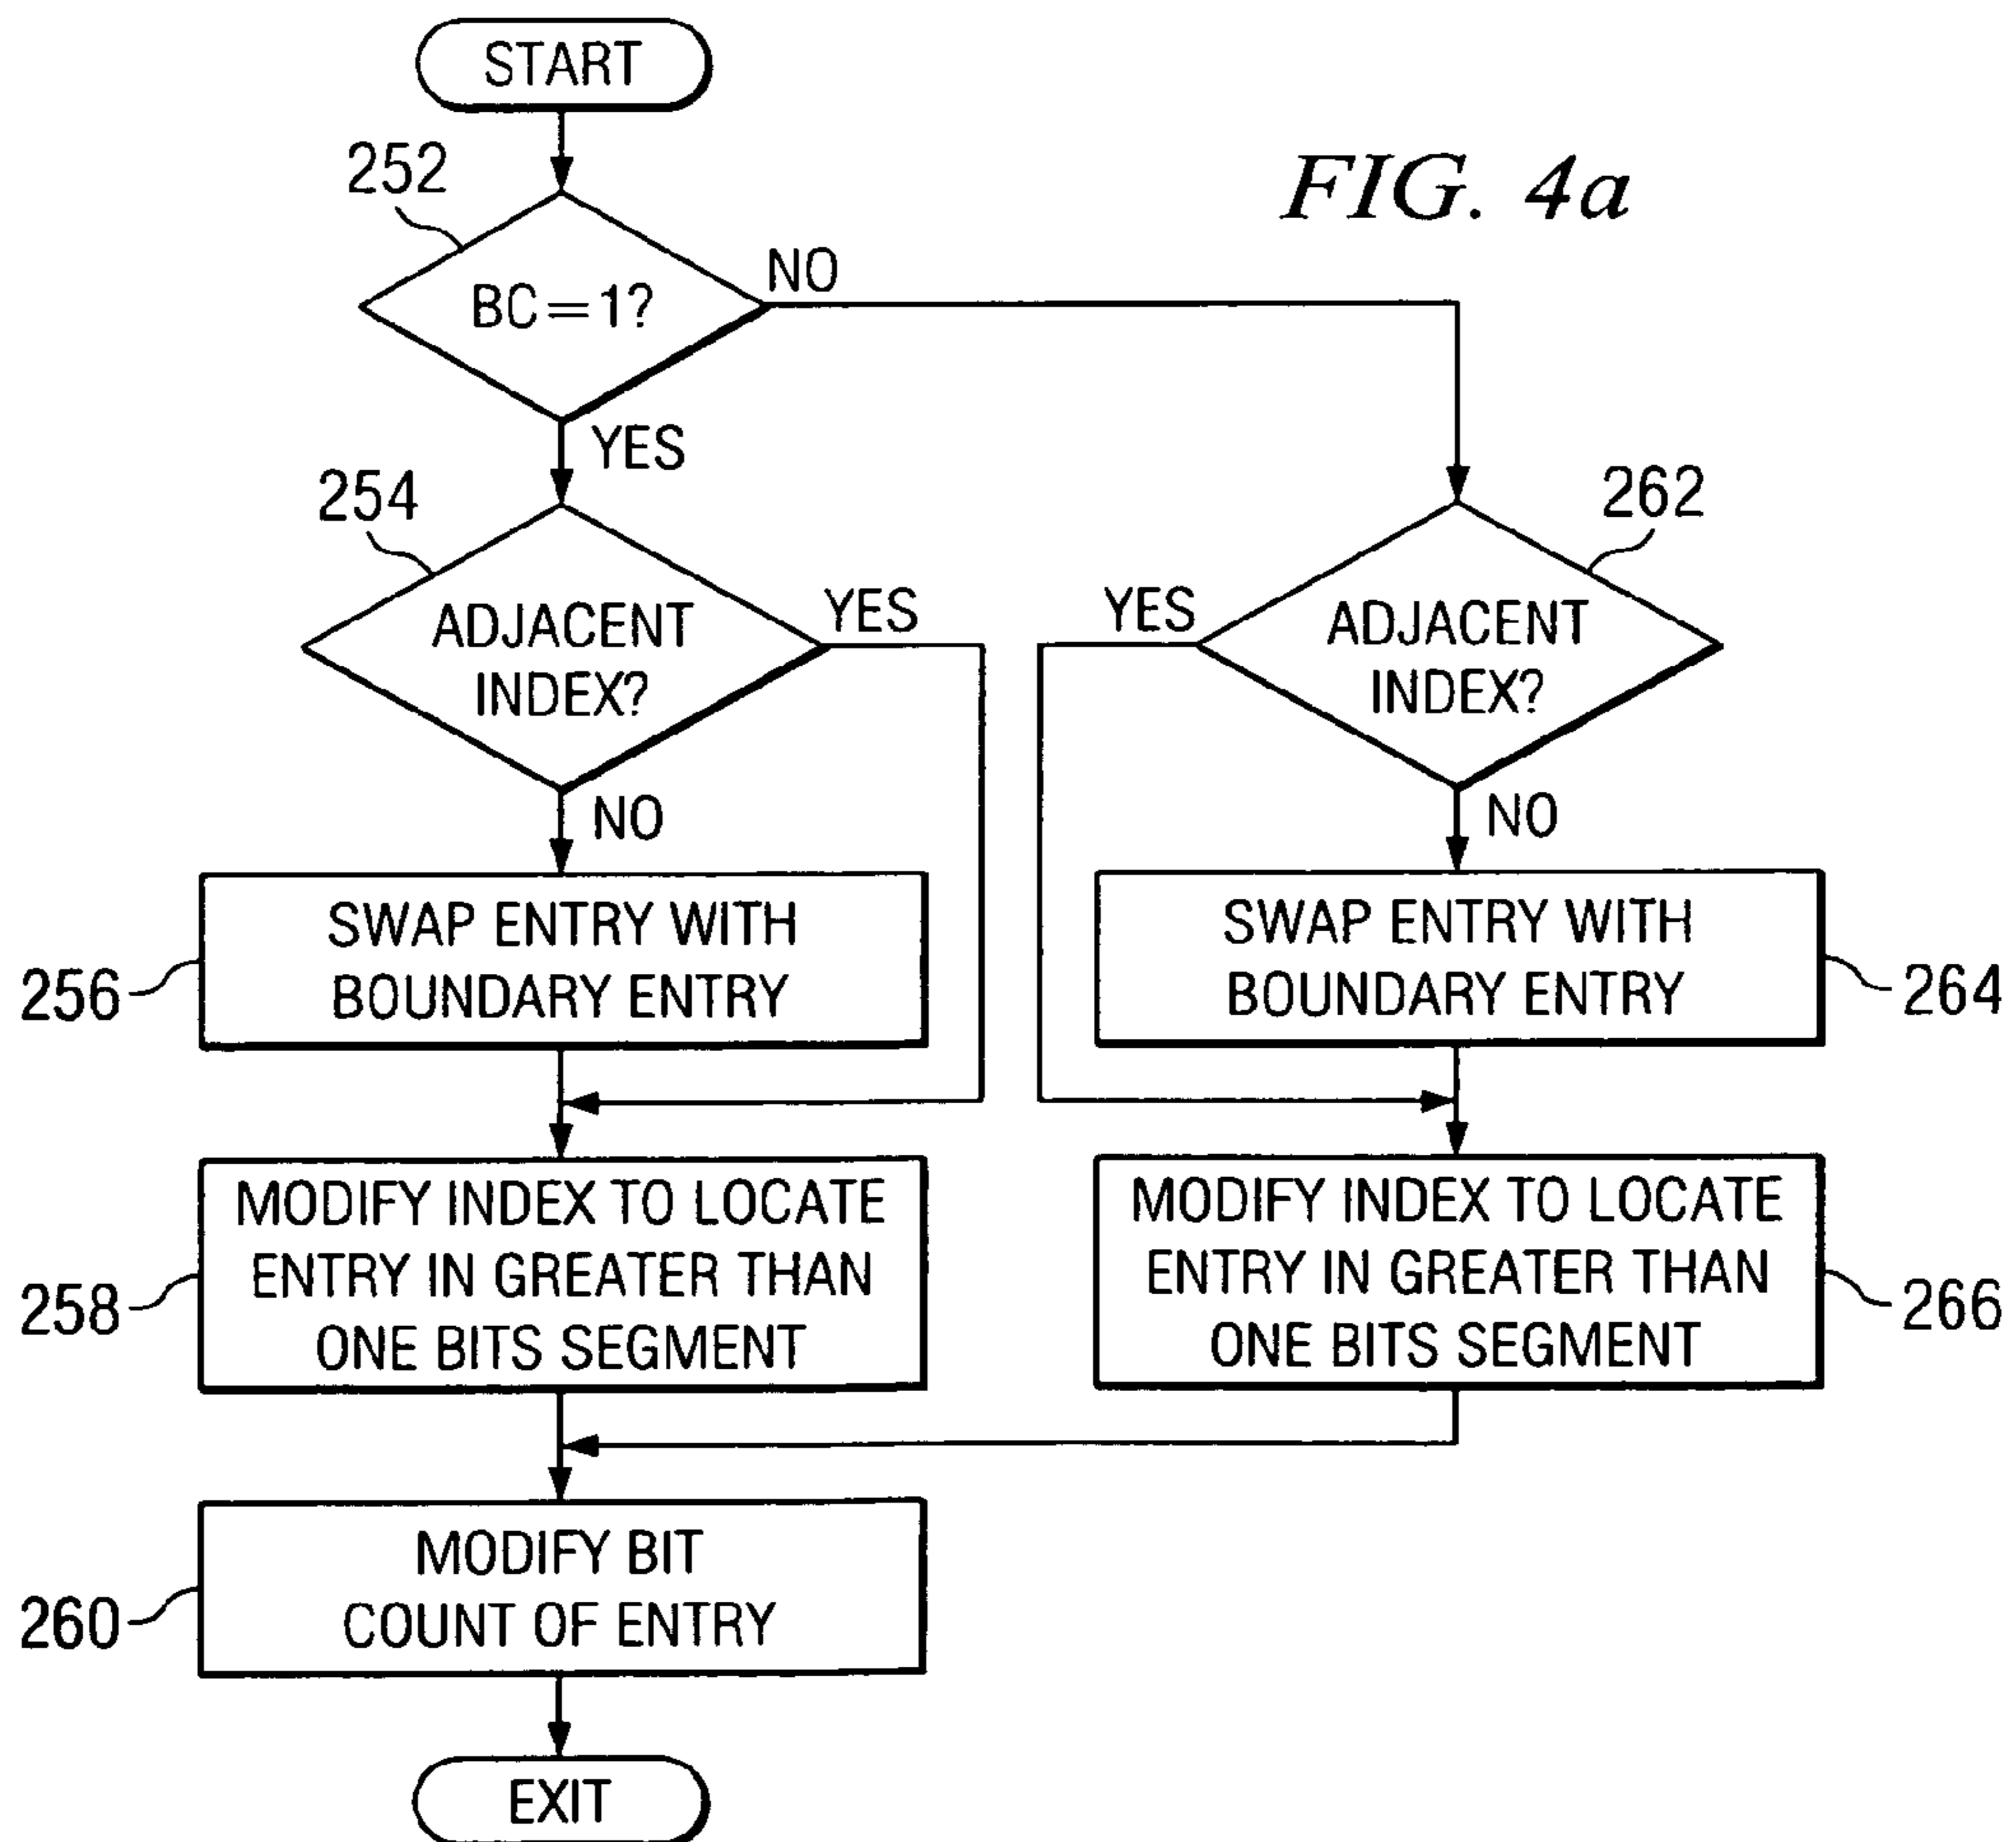 START
FIG. 4a
252
BC=1?
NO
YES
254
ADJACENT
INDEX?
YES
NO
262
ADJACENT
INDEX?
YES
NO
256
SWAP ENTRY WITH
BOUNDARY ENTRY
SWAP ENTRY WITH
BOUNDARY ENTRY
264
258
MODIFY INDEX TO LOCATE
ENTRY IN GREATER THAN
ONE BITS SEGMENT
MODIFY INDEX TO LOCATE
ENTRY IN GREATER THAN
ONE BITS SEGMENT
266
260
MODIFY BIT
COUNT OF ENTRY
EXIT